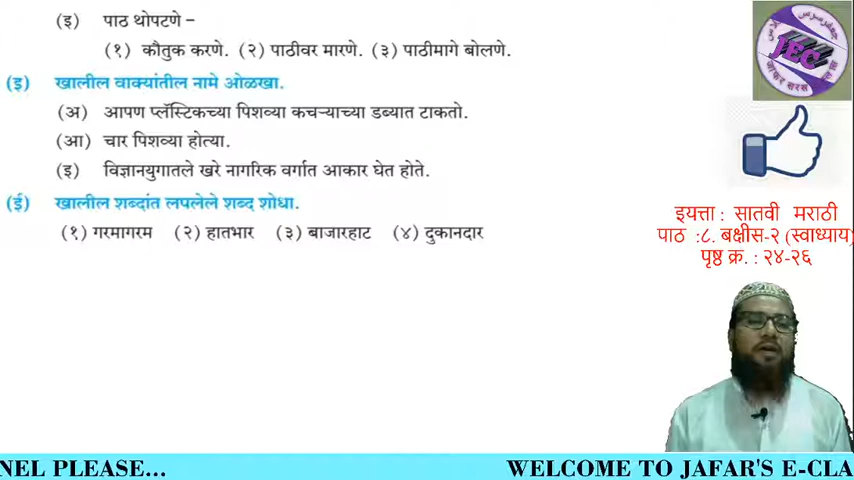 (इ) पाठ थोपटणे –
(१) कौतुक करणे. (२) पाठीवर मारणे. (३) पाठीमागे बोलणे.
(इ) खालील वाक्यांतील नामे ओळखा.
(अ) आपण प्लॅस्टिकच्या पिशव्या कचऱ्याच्या डब्यात टाकतो.
(आ) चार पिशव्या होत्या.
(इ) विज्ञानयुगातले खरे नागरिक वर्गात आकार घेत होते.
(ई) खालील शब्दांत लपलेले शब्द शोधा.
(१) गरमागरम (२) हातभार (३) बाजारहाट (४) दुकानदार
JEC
इयत्ता : सातवी मराठी
पाठ :८. बक्षीस-२ (स्वाध्याय)
पृष्ठ क्र. : २४-२६
NEL PLEASE... WELCOME TO JAFAR'S E-CLA